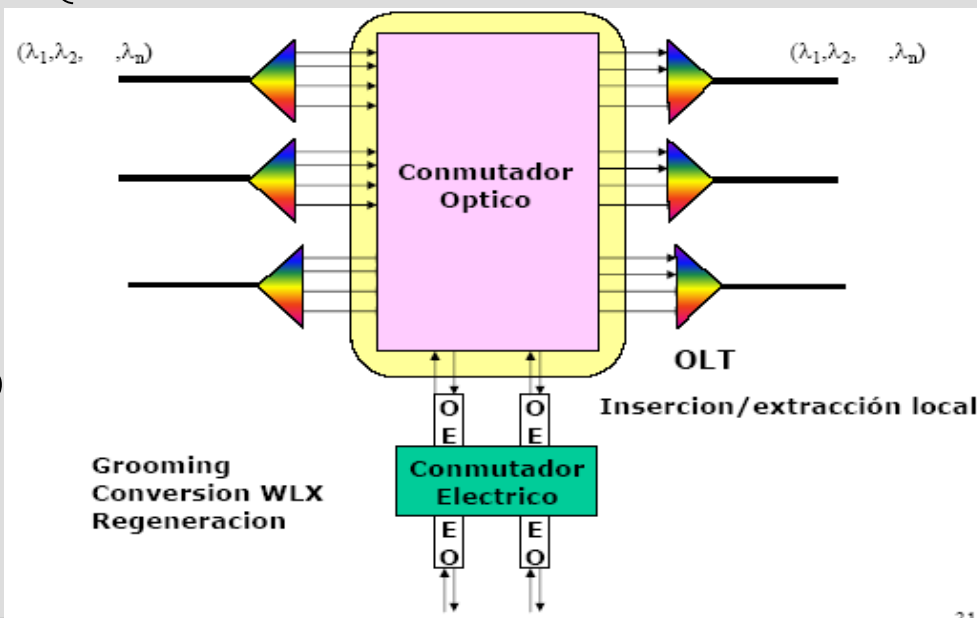 (λ1,λ2, ,λn)
(λ1,λ2, ,λn)
Conmutador
Optico
OLT
Insercion/extracción local
O O
E E
Grooming
Conversion WLX
Regeneracion
Conmutador
Electrico
E E
O O